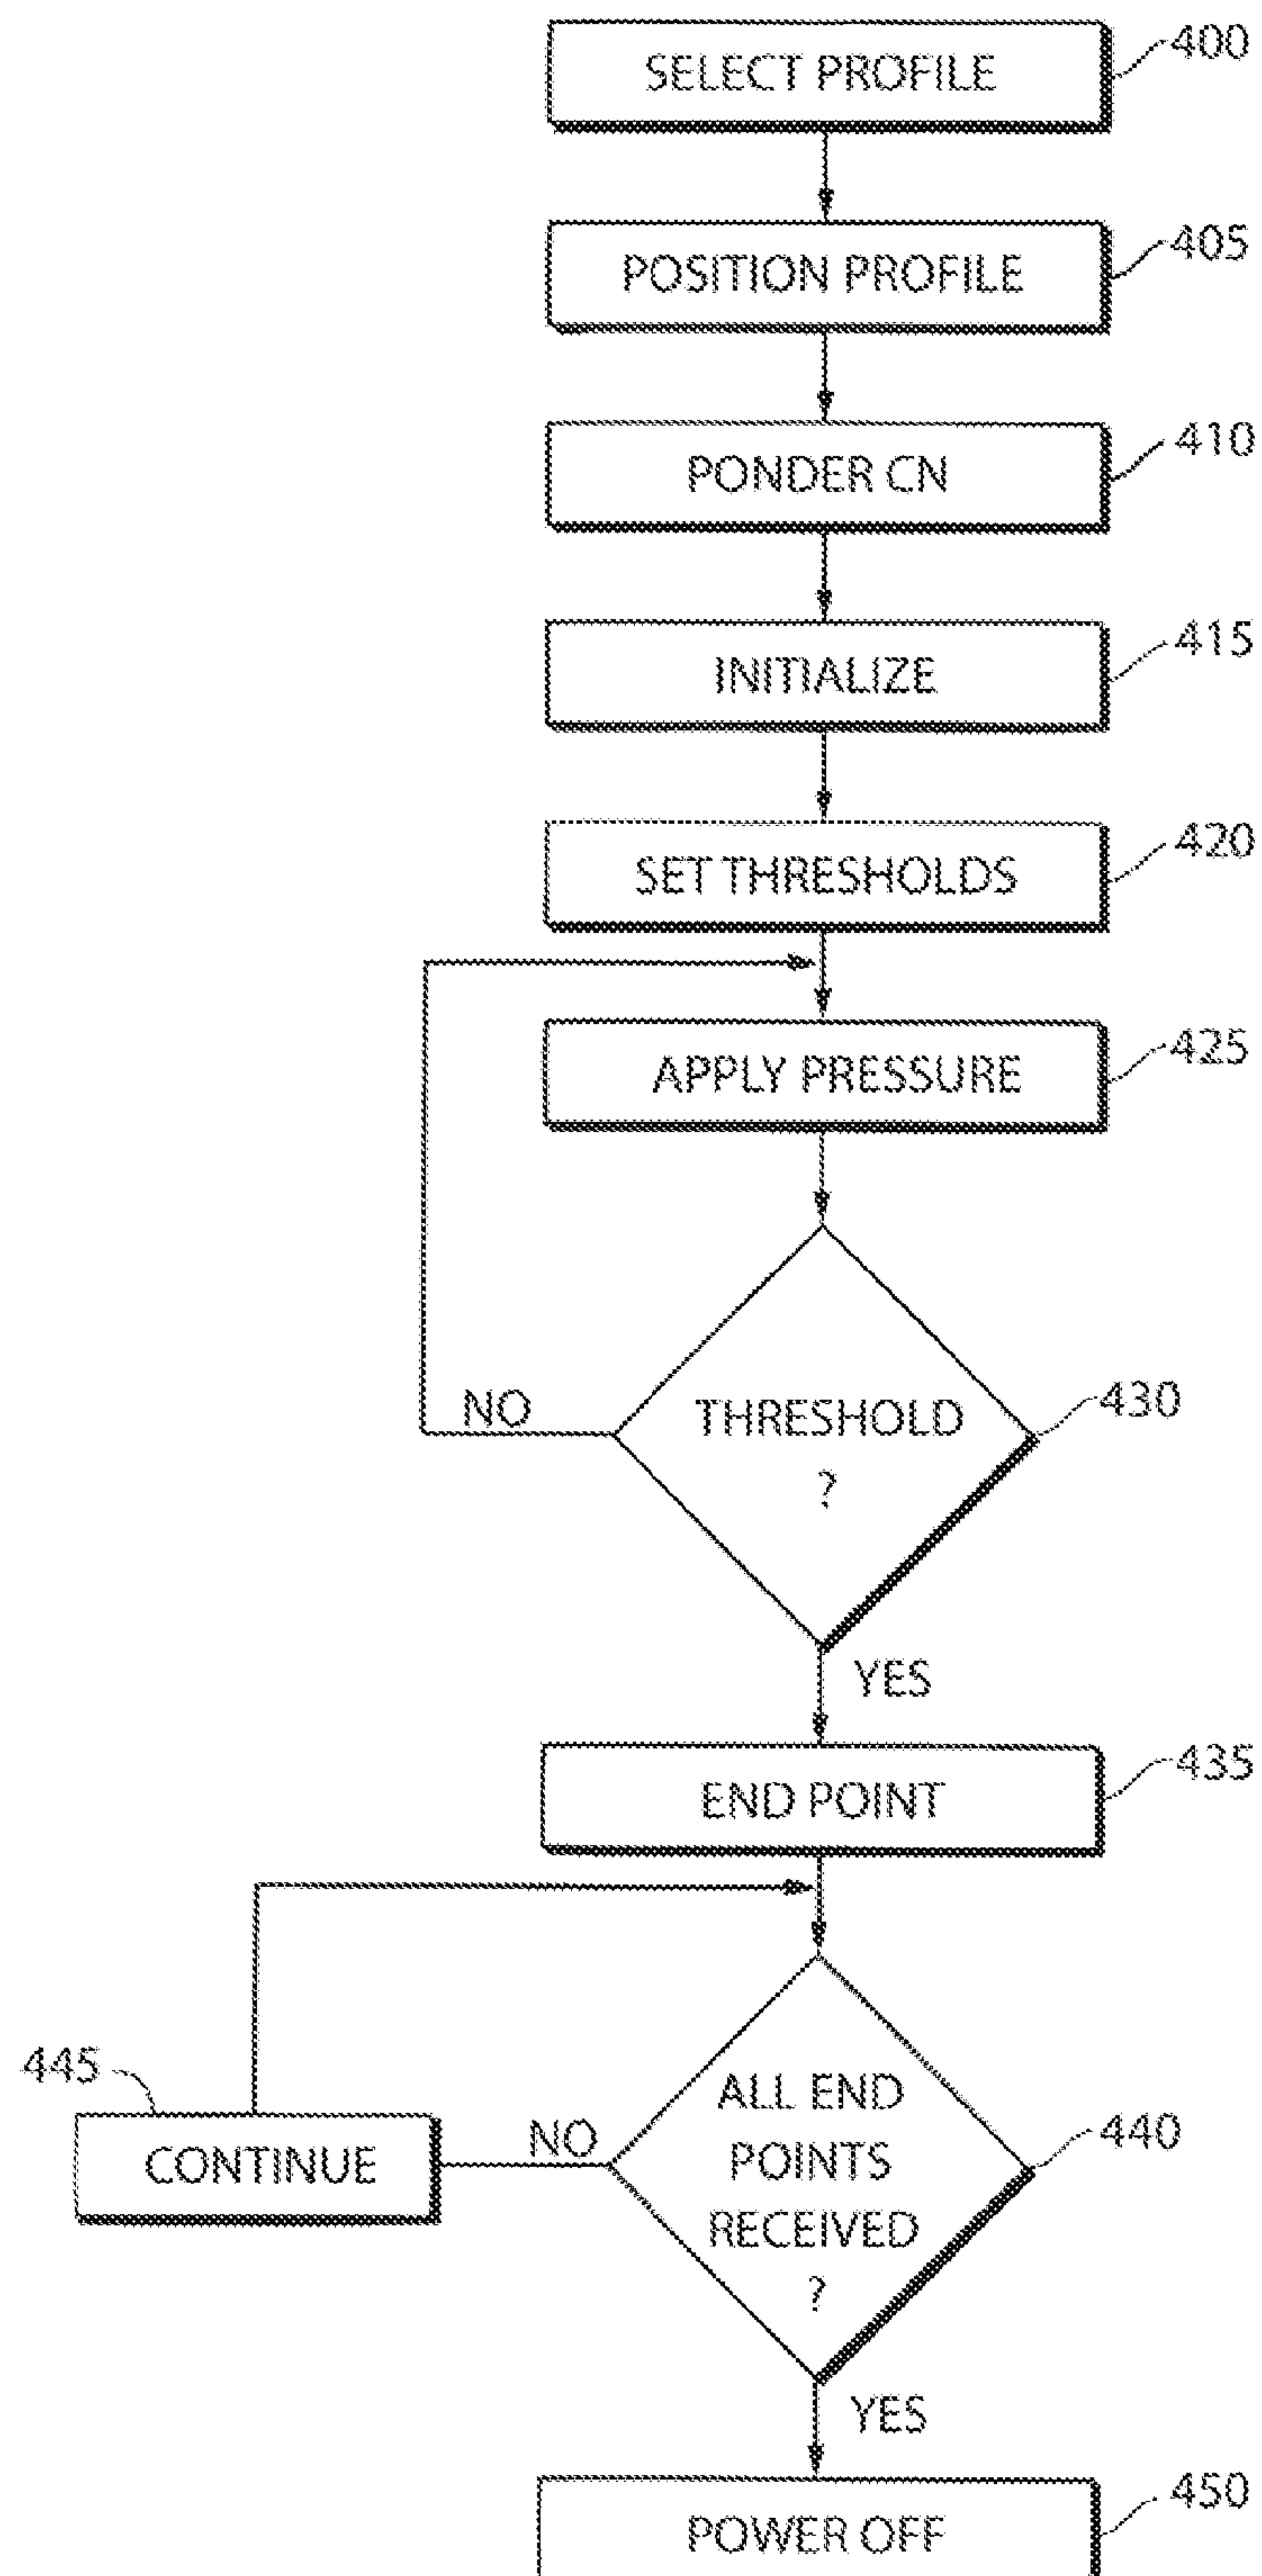 SELECT PROFILE
400
POSITION PROFILE
405
PONDER CN
410
INITIALIZE
415
SET THRESHOLDS
420
APPLY PRESSURE
425
THRESHOLD
?
430
NO
YES
END POINT
435
ALL END
POINTS
RECEIVED
?
440
NO
CONTINUE
445
YES
POWER OFF
450